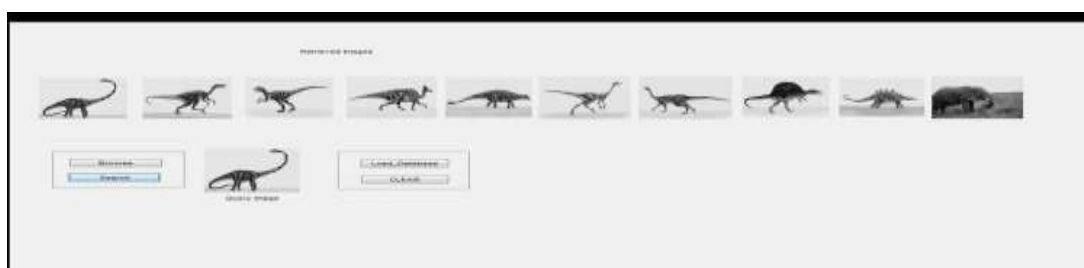 Retrieved Images
Browse
Search
Query Image
Load_Database
CLEAR